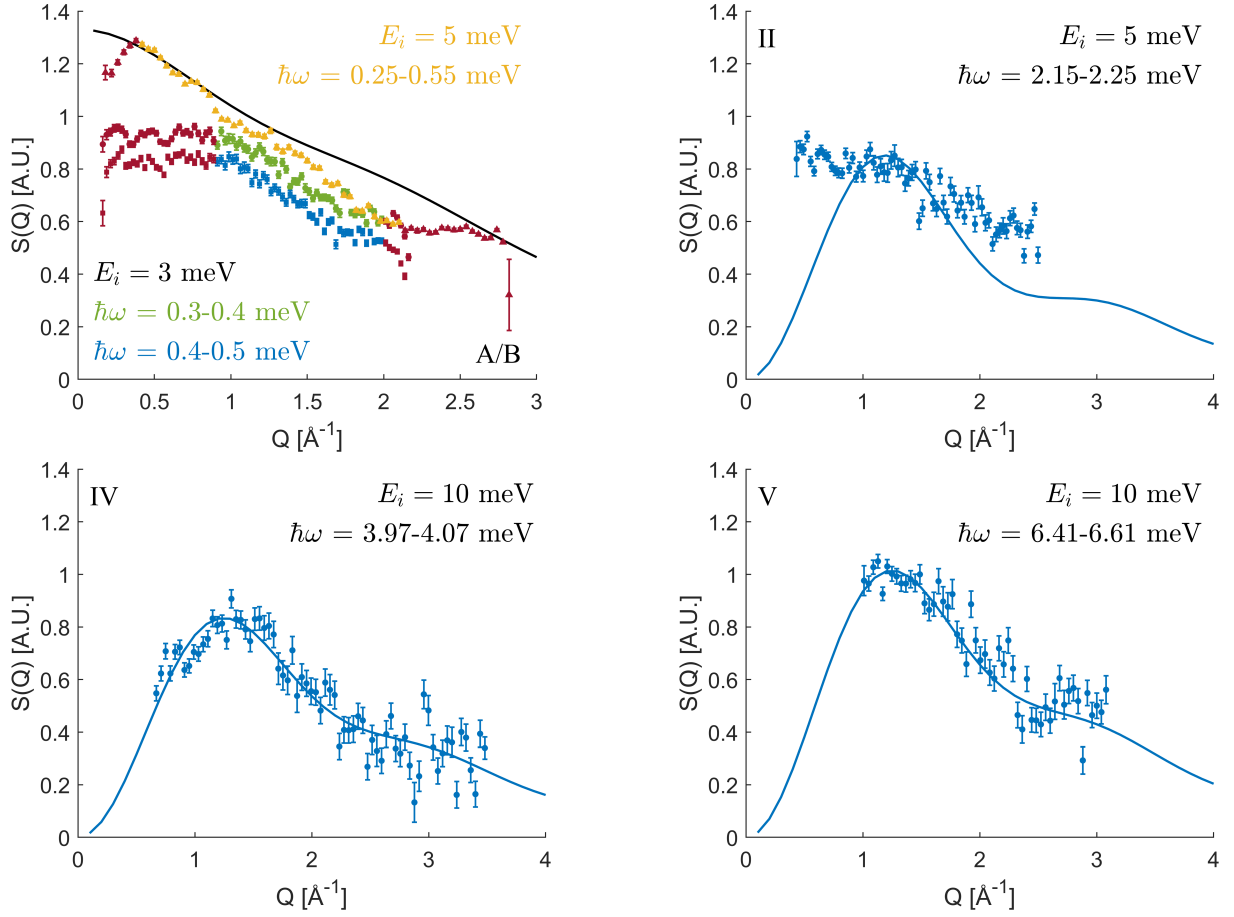 E_i = 5 meV
ħω = 0.25-0.55 meV
E_i = 3 meV
ħω = 0.3-0.4 meV
ħω = 0.4-0.5 meV
A/B
S(Q) [A.U.]
1.4
1.2
1
0.8
0.6
0.4
0.2
0
0 0.5 1 1.5 2 2.5 3
Q [Å⁻¹]
II
E_i = 5 meV
ħω = 2.15-2.25 meV
S(Q) [A.U.]
1.4
1.2
1
0.8
0.6
0.4
0.2
0
0 1 2 3 4
Q [Å⁻¹]
IV
E_i = 10 meV
ħω = 3.97-4.07 meV
S(Q) [A.U.]
1.4
1.2
1
0.8
0.6
0.4
0.2
0
0 1 2 3 4
Q [Å⁻¹]
V
E_i = 10 meV
ħω = 6.41-6.61 meV
S(Q) [A.U.]
1.4
1.2
1
0.8
0.6
0.4
0.2
0
0 1 2 3 4
Q [Å⁻¹]